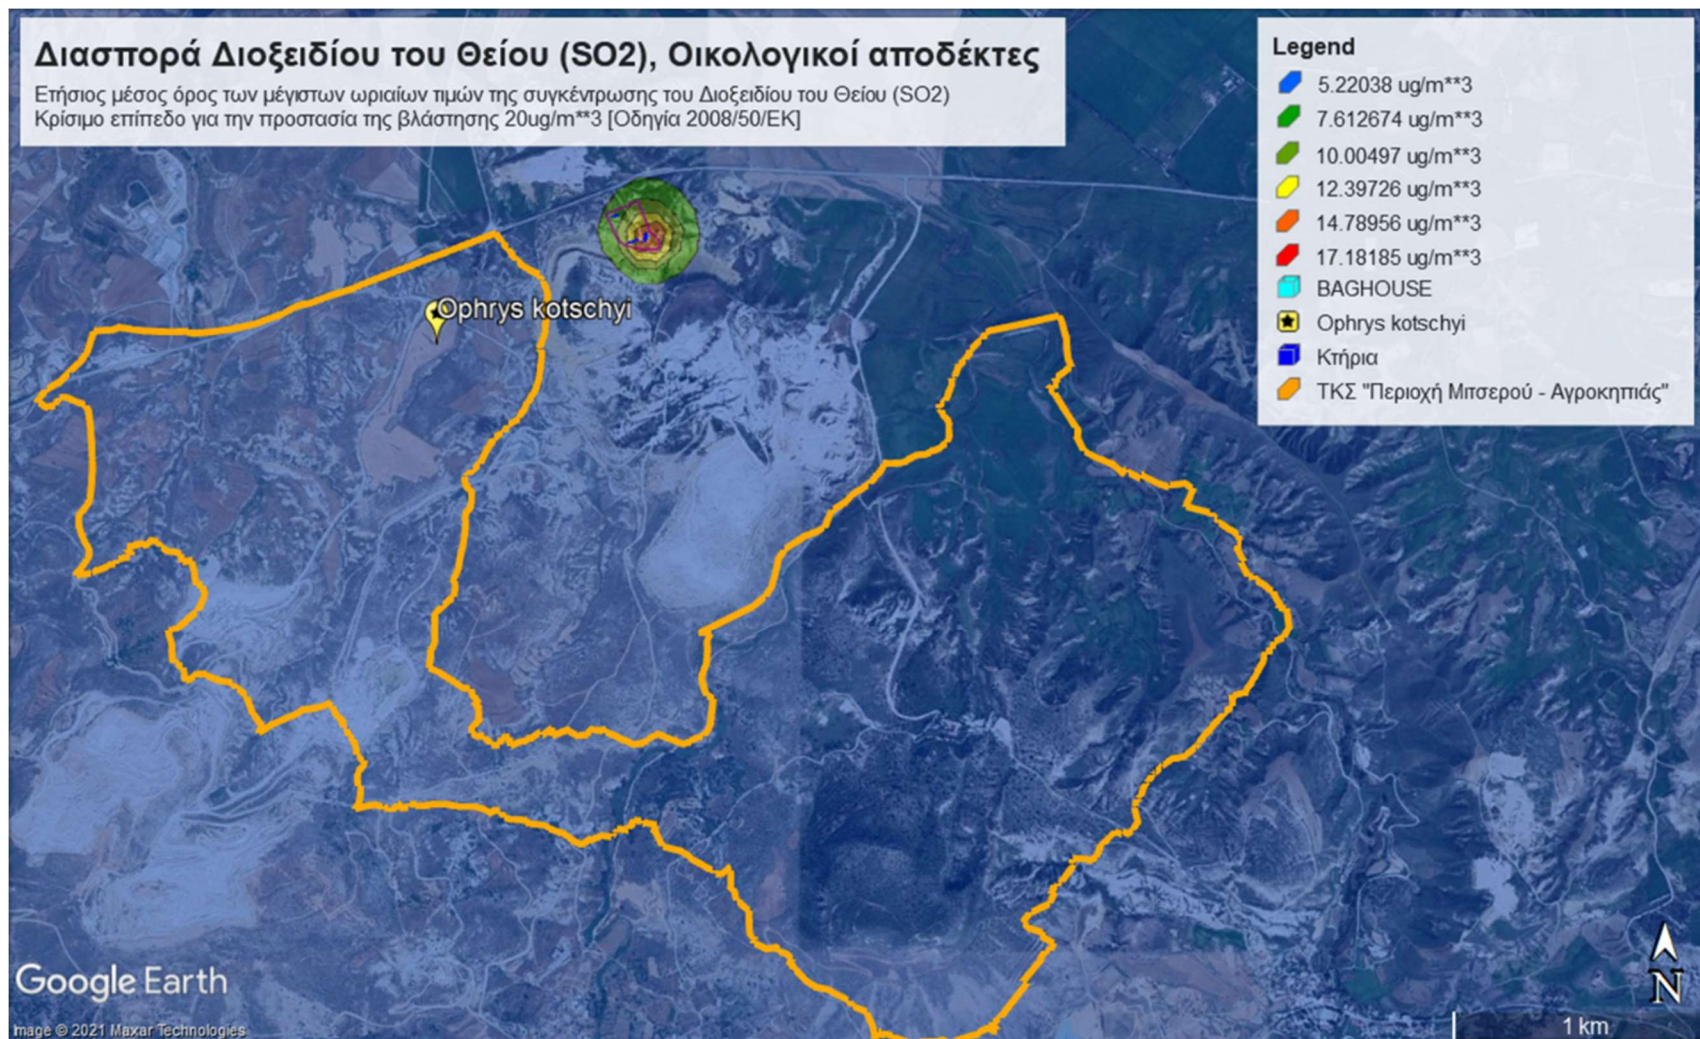 Διασπορά Διοξειδίου του Θείου (SO2), Οικολογικοί αποδέκτες
Ετήσιος μέσος όρος των μέγιστων ωριαίων τιμών της συγκέντρωσης του Διοξειδίου του Θείου (SO2)
Κρίσιμο επίπεδο για την προστασία της βλάστησης 20ug/m**3 [Οδηγία 2008/50/ΕΚ]
Legend
5.22038 ug/m**3
7.612674 ug/m**3
10.00497 ug/m**3
12.39726 ug/m**3
14.78956 ug/m**3
17.18185 ug/m**3
BAGHOUSE
Ophrys kotschyi
Κτήρια
ΤΚΣ "Περιοχή Μιτσερού - Αγροκηπιάς"
Ophrys kotschyi
Google Earth
Image © 2021 Maxar Technologies
N
1 km